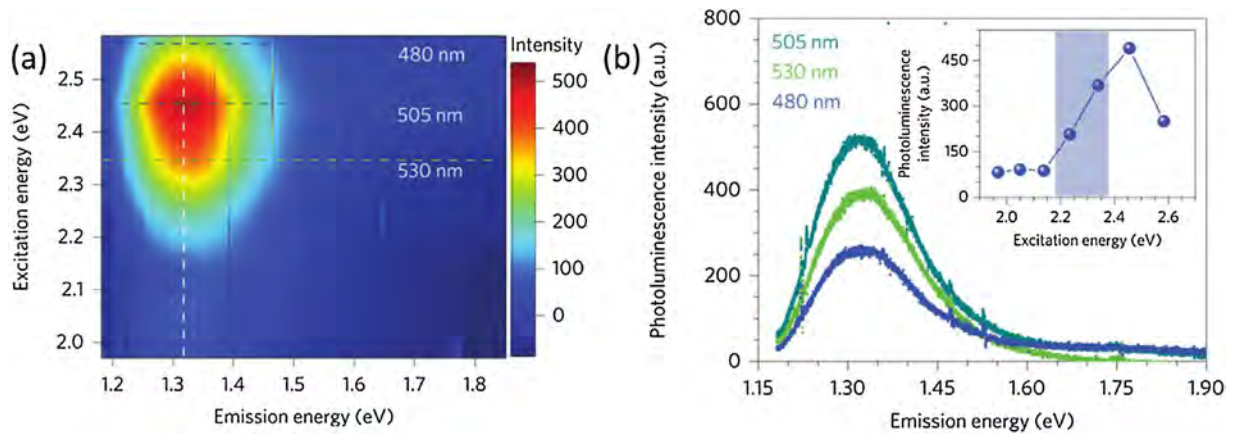 (a)
Excitation energy (eV)
2.5
2.4
2.3
2.2
2.1
2.0
480 nm
505 nm
530 nm
1.2 1.3 1.4 1.5 1.6 1.7 1.8
Emission energy (eV)
Intensity
500
400
300
200
100
0
(b)
Photoluminescence intensity (a.u.)
800
600
400
200
0
505 nm
530 nm
480 nm
1.15 1.30 1.45 1.60 1.75 1.90
Emission energy (eV)
Photoluminescence
intensity (a.u.)
450
300
150
0
2.0 2.2 2.4 2.6
Excitation energy (eV)